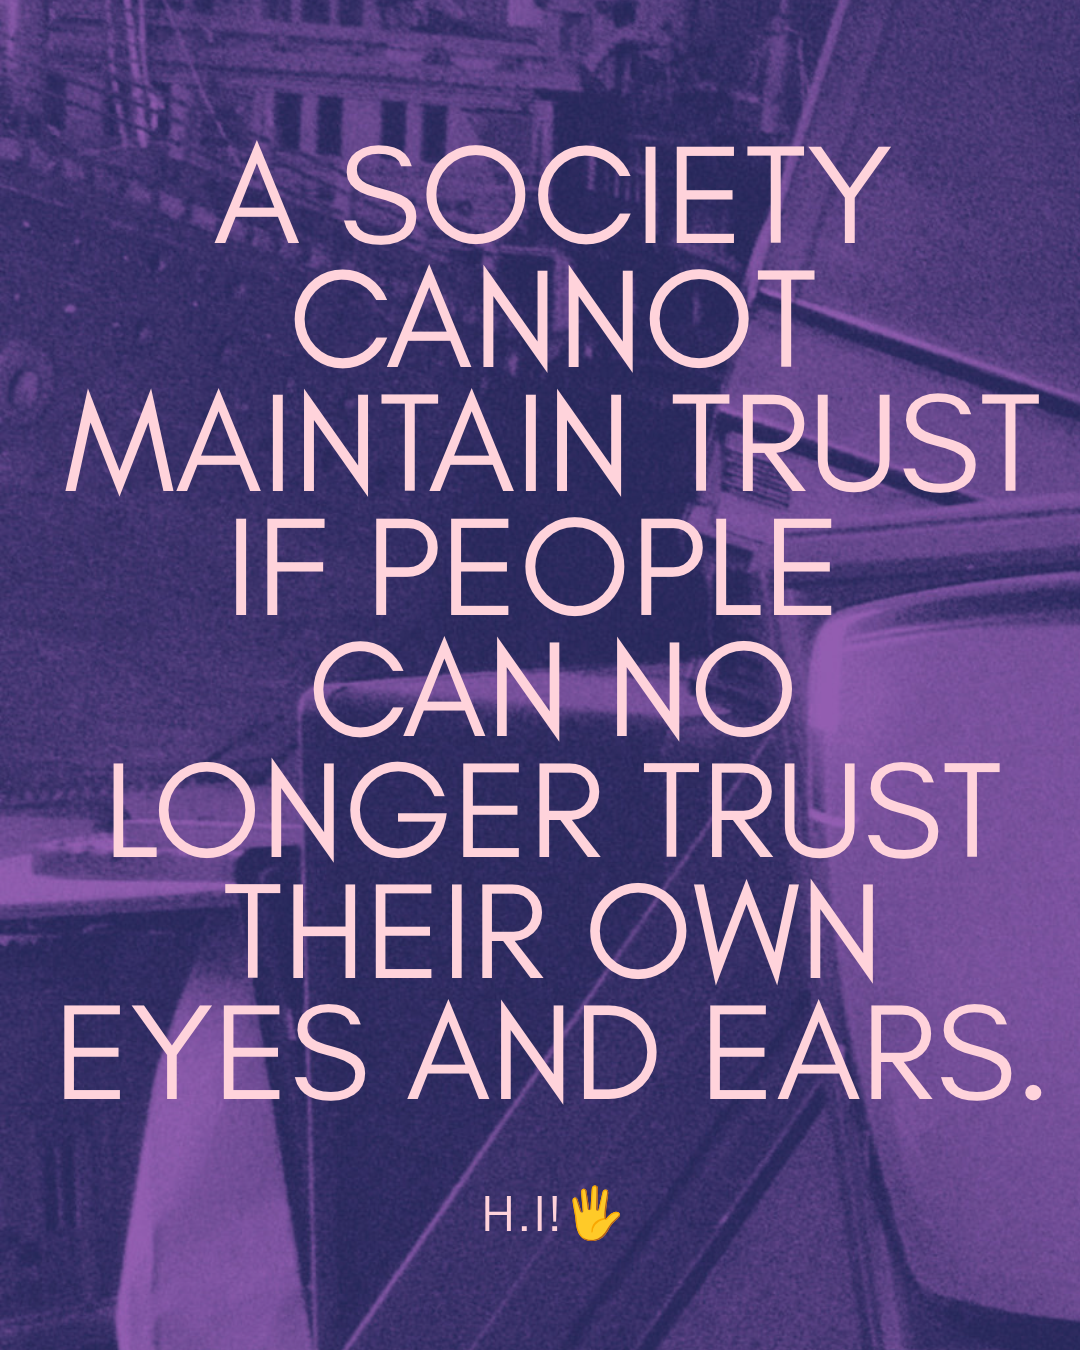 A SOCIETY
CANNOT
MAINTAIN TRUST
IF PEOPLE
CAN NO
LONGER TRUST
THEIR OWN
EYES AND EARS.
H.I!🖐